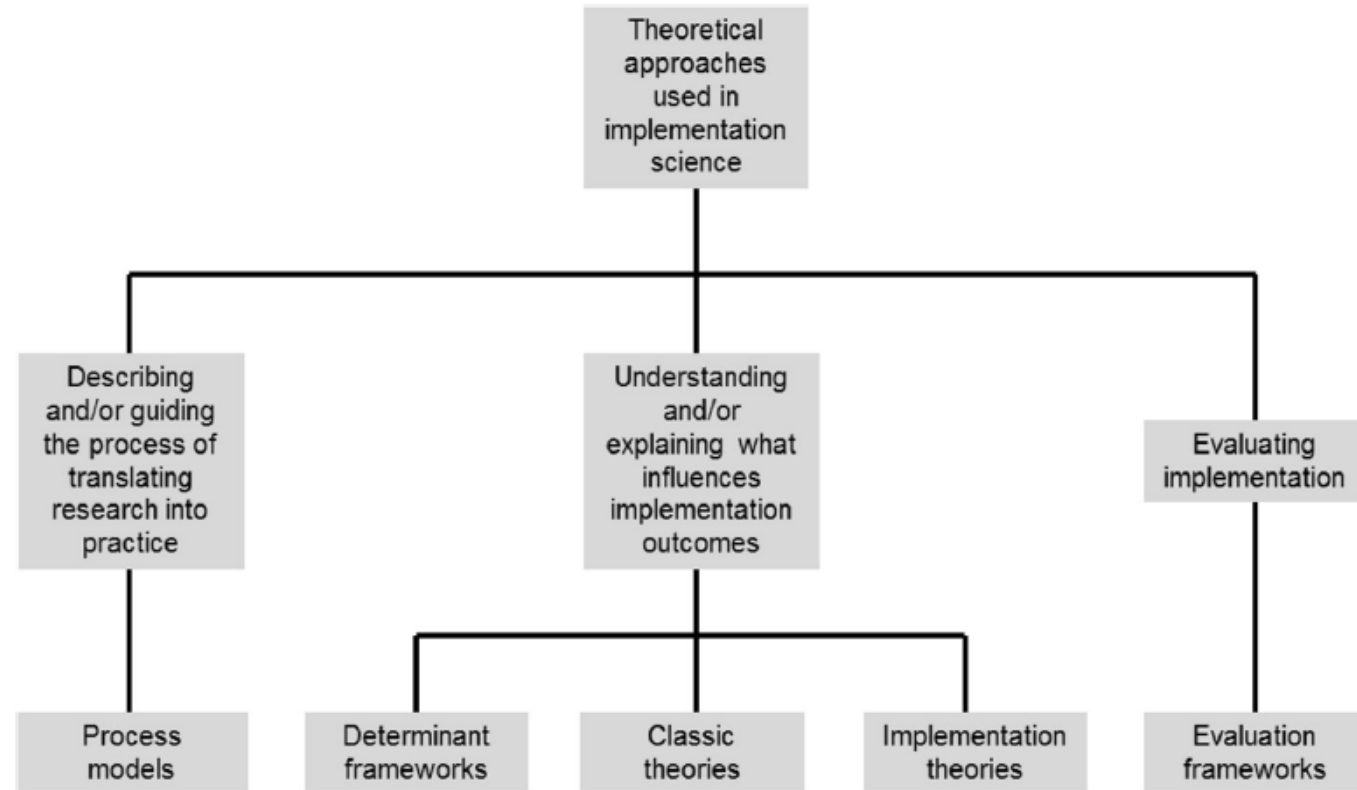 Theoretical
approaches
used in
implementation
science
Describing
and/or guiding
the process of
translating
research into
practice
Understanding
and/or
explaining what
influences
implementation
outcomes
Evaluating
implementation
Process
models
Determinant
frameworks
Classic
theories
Implementation
theories
Evaluation
frameworks